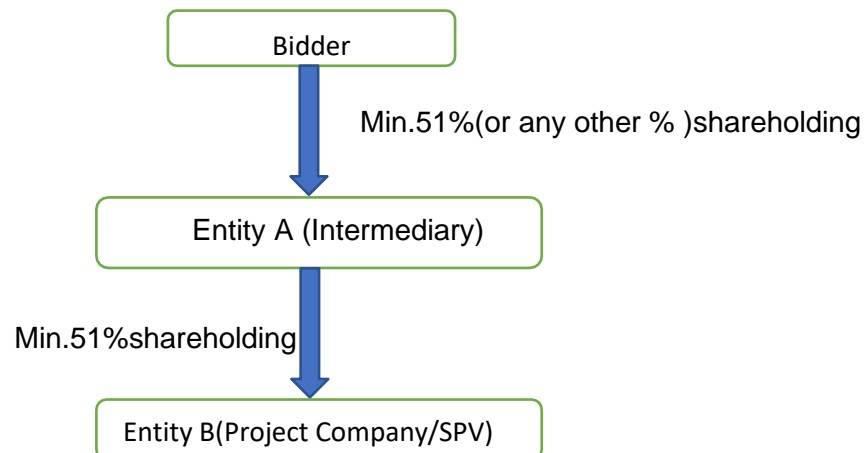 Bidder
Min.51%(or any other % )shareholding
Entity A (Intermediary)
Min.51%shareholding
Entity B(Project Company/SPV)